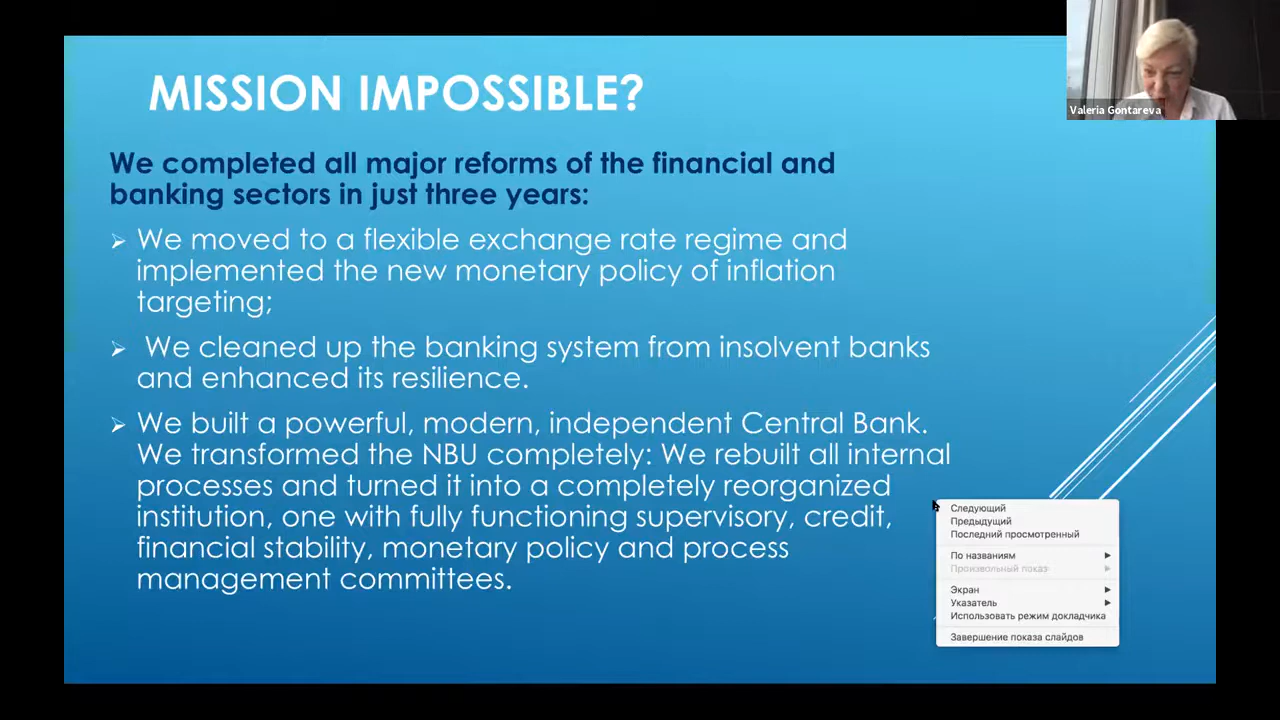 MISSION IMPOSSIBLE?
Valeria Gontareva
We completed all major reforms of the financial and
banking sectors in just three years:
We moved to a flexible exchange rate regime and
implemented the new monetary policy of inflation
targeting;
We cleaned up the banking system from insolvent banks
and enhanced its resilience.
We built a powerful, modern, independent Central Bank.
We transformed the NBU completely: We rebuilt all internal
processes and turned it into a completely reorganized
institution, one with fully functioning supervisory, credit,
financial stability, monetary policy and process
management committees.
Следующий
Предыдущий
Последний просмотренный
По названиям
Произвольный показ
Экран
Указатель
Использовать режим докладчика
Завершение показа слайдов